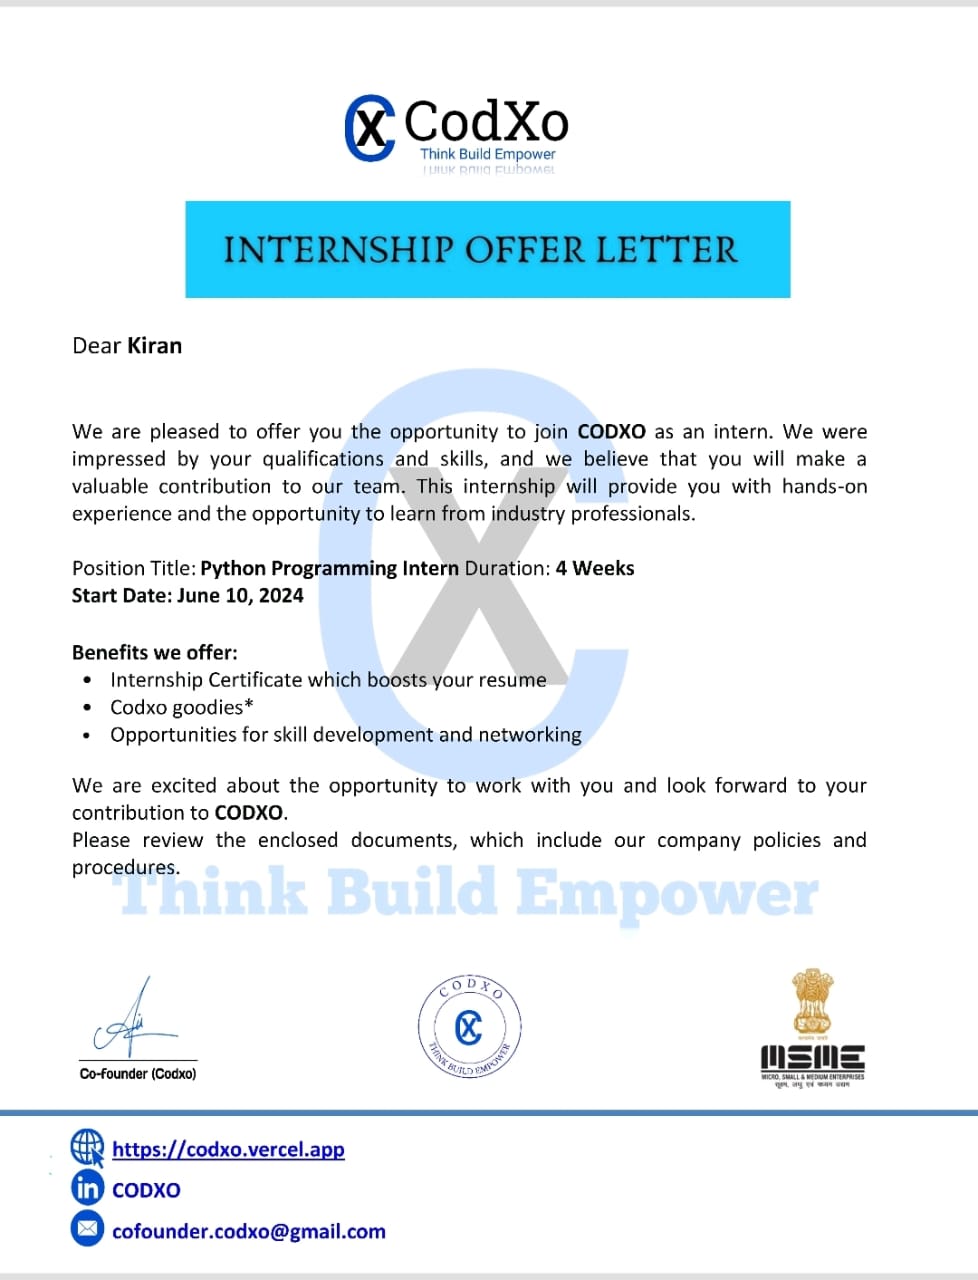 CX CodXo
Think Build Empower
INTERNSHIP OFFER LETTER
Dear Kiran
We are pleased to offer you the opportunity to join CODXO as an intern. We were
impressed by your qualifications and skills, and we believe that you will make a
valuable contribution to our team. This internship will provide you with hands-on
experience and the opportunity to learn from industry professionals.
Position Title: Python Programming Intern Duration: 4 Weeks
Start Date: June 10, 2024
Benefits we offer:
• Internship Certificate which boosts your resume
• Codxo goodies*
• Opportunities for skill development and networking
We are excited about the opportunity to work with you and look forward to your
contribution to CODXO.
Please review the enclosed documents, which include our company policies and
procedures.
Think Build Empower
Co-founder (Codxo)
CODXO
CX
THINK BUILD EMPOWER
MSME
MICRO, SMALL & MEDIUM ENTERPRISES
सूक्ष्म, लघु एवं मध्यम उद्यम
https://codxo.vercel.app
in CODXO
cofounder.codxo@gmail.com